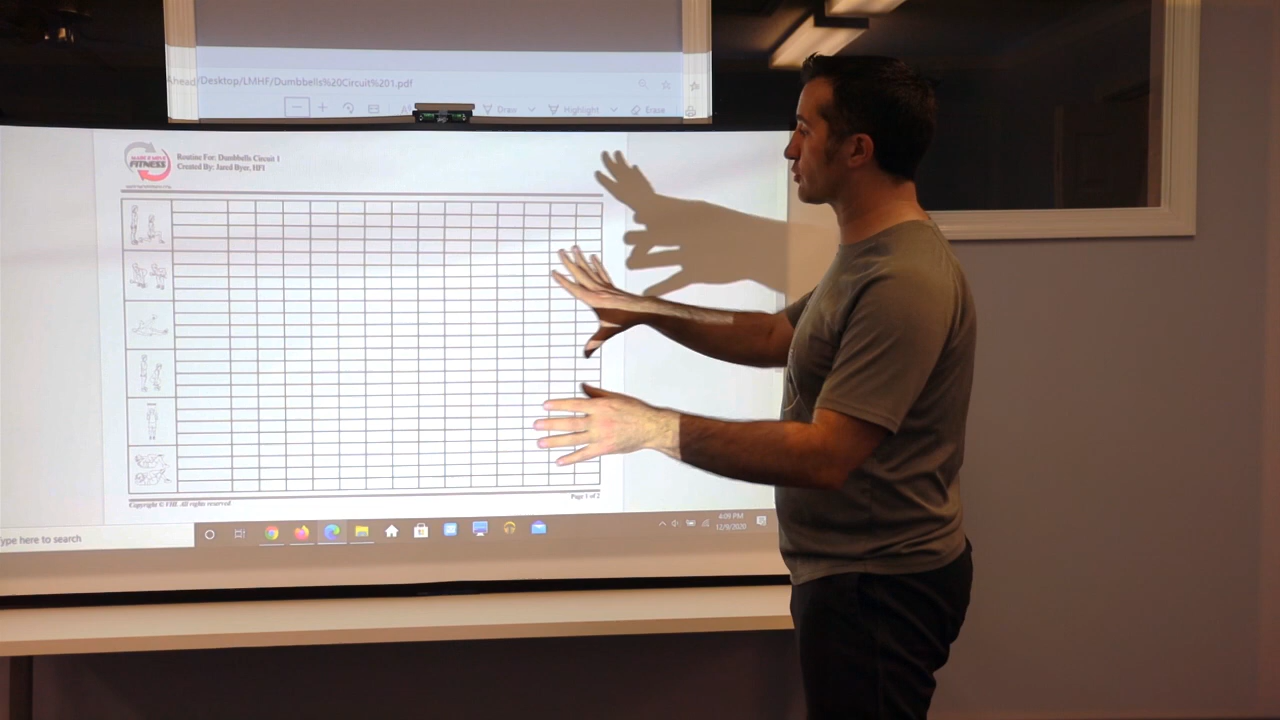 Ahead/Desktop/LMHF/Dumbbells%20Circuit%201.pdf
Draw
Highlight
Erase
FITNESS
Routine For: Dumbbells Circuit 1
Created By: Jared Byer, HFI
Copyright © VHI. All rights reserved
Page 1 of 2
ype here to search
4:09 PM
12/9/2020